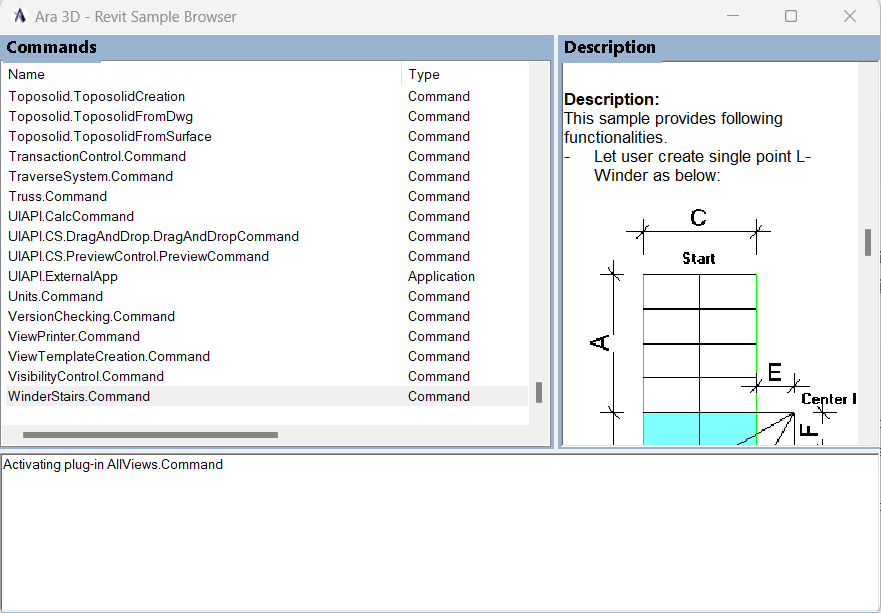 Ara 3D - Revit Sample Browser
Commands
Name Type
Toposolid.ToposolidCreation Command
Toposolid.ToposolidFromDwg Command
Toposolid.ToposolidFromSurface Command
TransactionControl.Command Command
TraverseSystem.Command Command
Truss.Command Command
UIAPI.CalcCommand Command
UIAPI.CS.DragAndDrop.DragAndDropCommand Command
UIAPI.CS.PreviewControl.PreviewCommand Command
UIAPI.ExternalApp Application
Units.Command Command
VersionChecking.Command Command
ViewPrinter.Command Command
ViewTemplateCreation.Command Command
VisibilityControl.Command Command
WinderStairs.Command Command
Description
Description:
This sample provides following
functionalities.
- Let user create single point L-
Winder as below:
C
Start
A
E
Center
F
Activating plug-in AllViews.Command